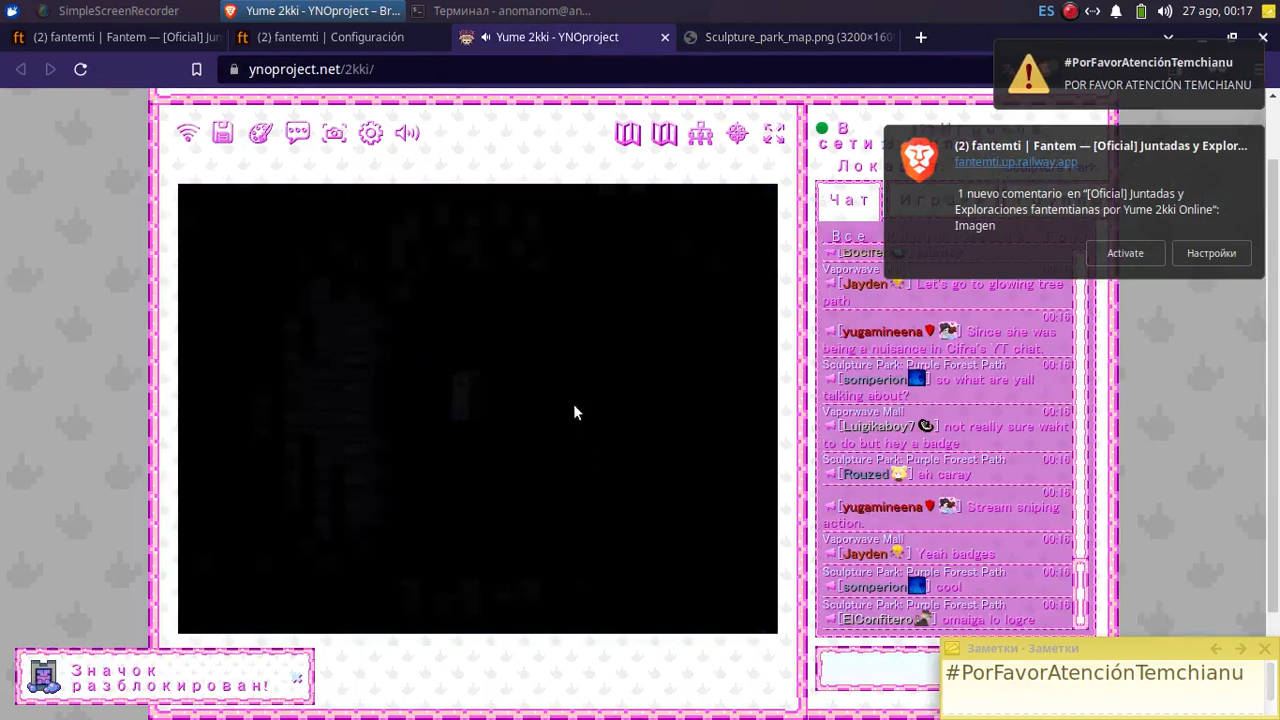 SimpleScreenRecorder
Yume 2kki - YNOproject – Br...
Терминал - anomanom@an...
ES
27 ago, 00:17
(2) fantemti | Fantem — [Oficial] Jun
(2) fantemti | Configuración
Yume 2kki - YNOproject
Sculpture_park_map.png (3200×160
ynoproject.net/2kki/
#PorFavorAtenciónTemchianu
POR FAVOR ATENCIÓN TEMCHIANU
(2) fantemti | Fantem — [Oficial] Juntadas y Explor...
fantemti.up.railway.app
1 nuevo comentario en “[Oficial] Juntadas y
Exploraciones fantemtianas por Yume 2kki Online”:
Imagen
Activate
Настройки
В
сети
Лока
Чат
Все
Vaporwave
[Jayden] Let's go to glowing tree
path
00:16
[yugamineena] Since she was
being a nuisance in Cifra's YT chat.
Sculpture Park: Purple Forest Path 00:16
[somperion] so what are yall
talking about?
Vaporwave Mall 00:16
[Luigikaboy7] not really sure waht
to do but hey a badge
Sculpture Park: Purple Forest Path 00:16
[Rouzed] ah caray
00:16
[yugamineena] Stream sniping
action.
Vaporwave Mall 00:16
[Jayden] Yeah badges
Sculpture Park: Purple Forest Path 00:16
[somperion] cool
Sculpture Park: Purple Forest Path 00:16
[ElConfitero] omaiga lo logre
Значок
разблокирован!
Заметки - Заметки
#PorFavorAtenciónTemchianu